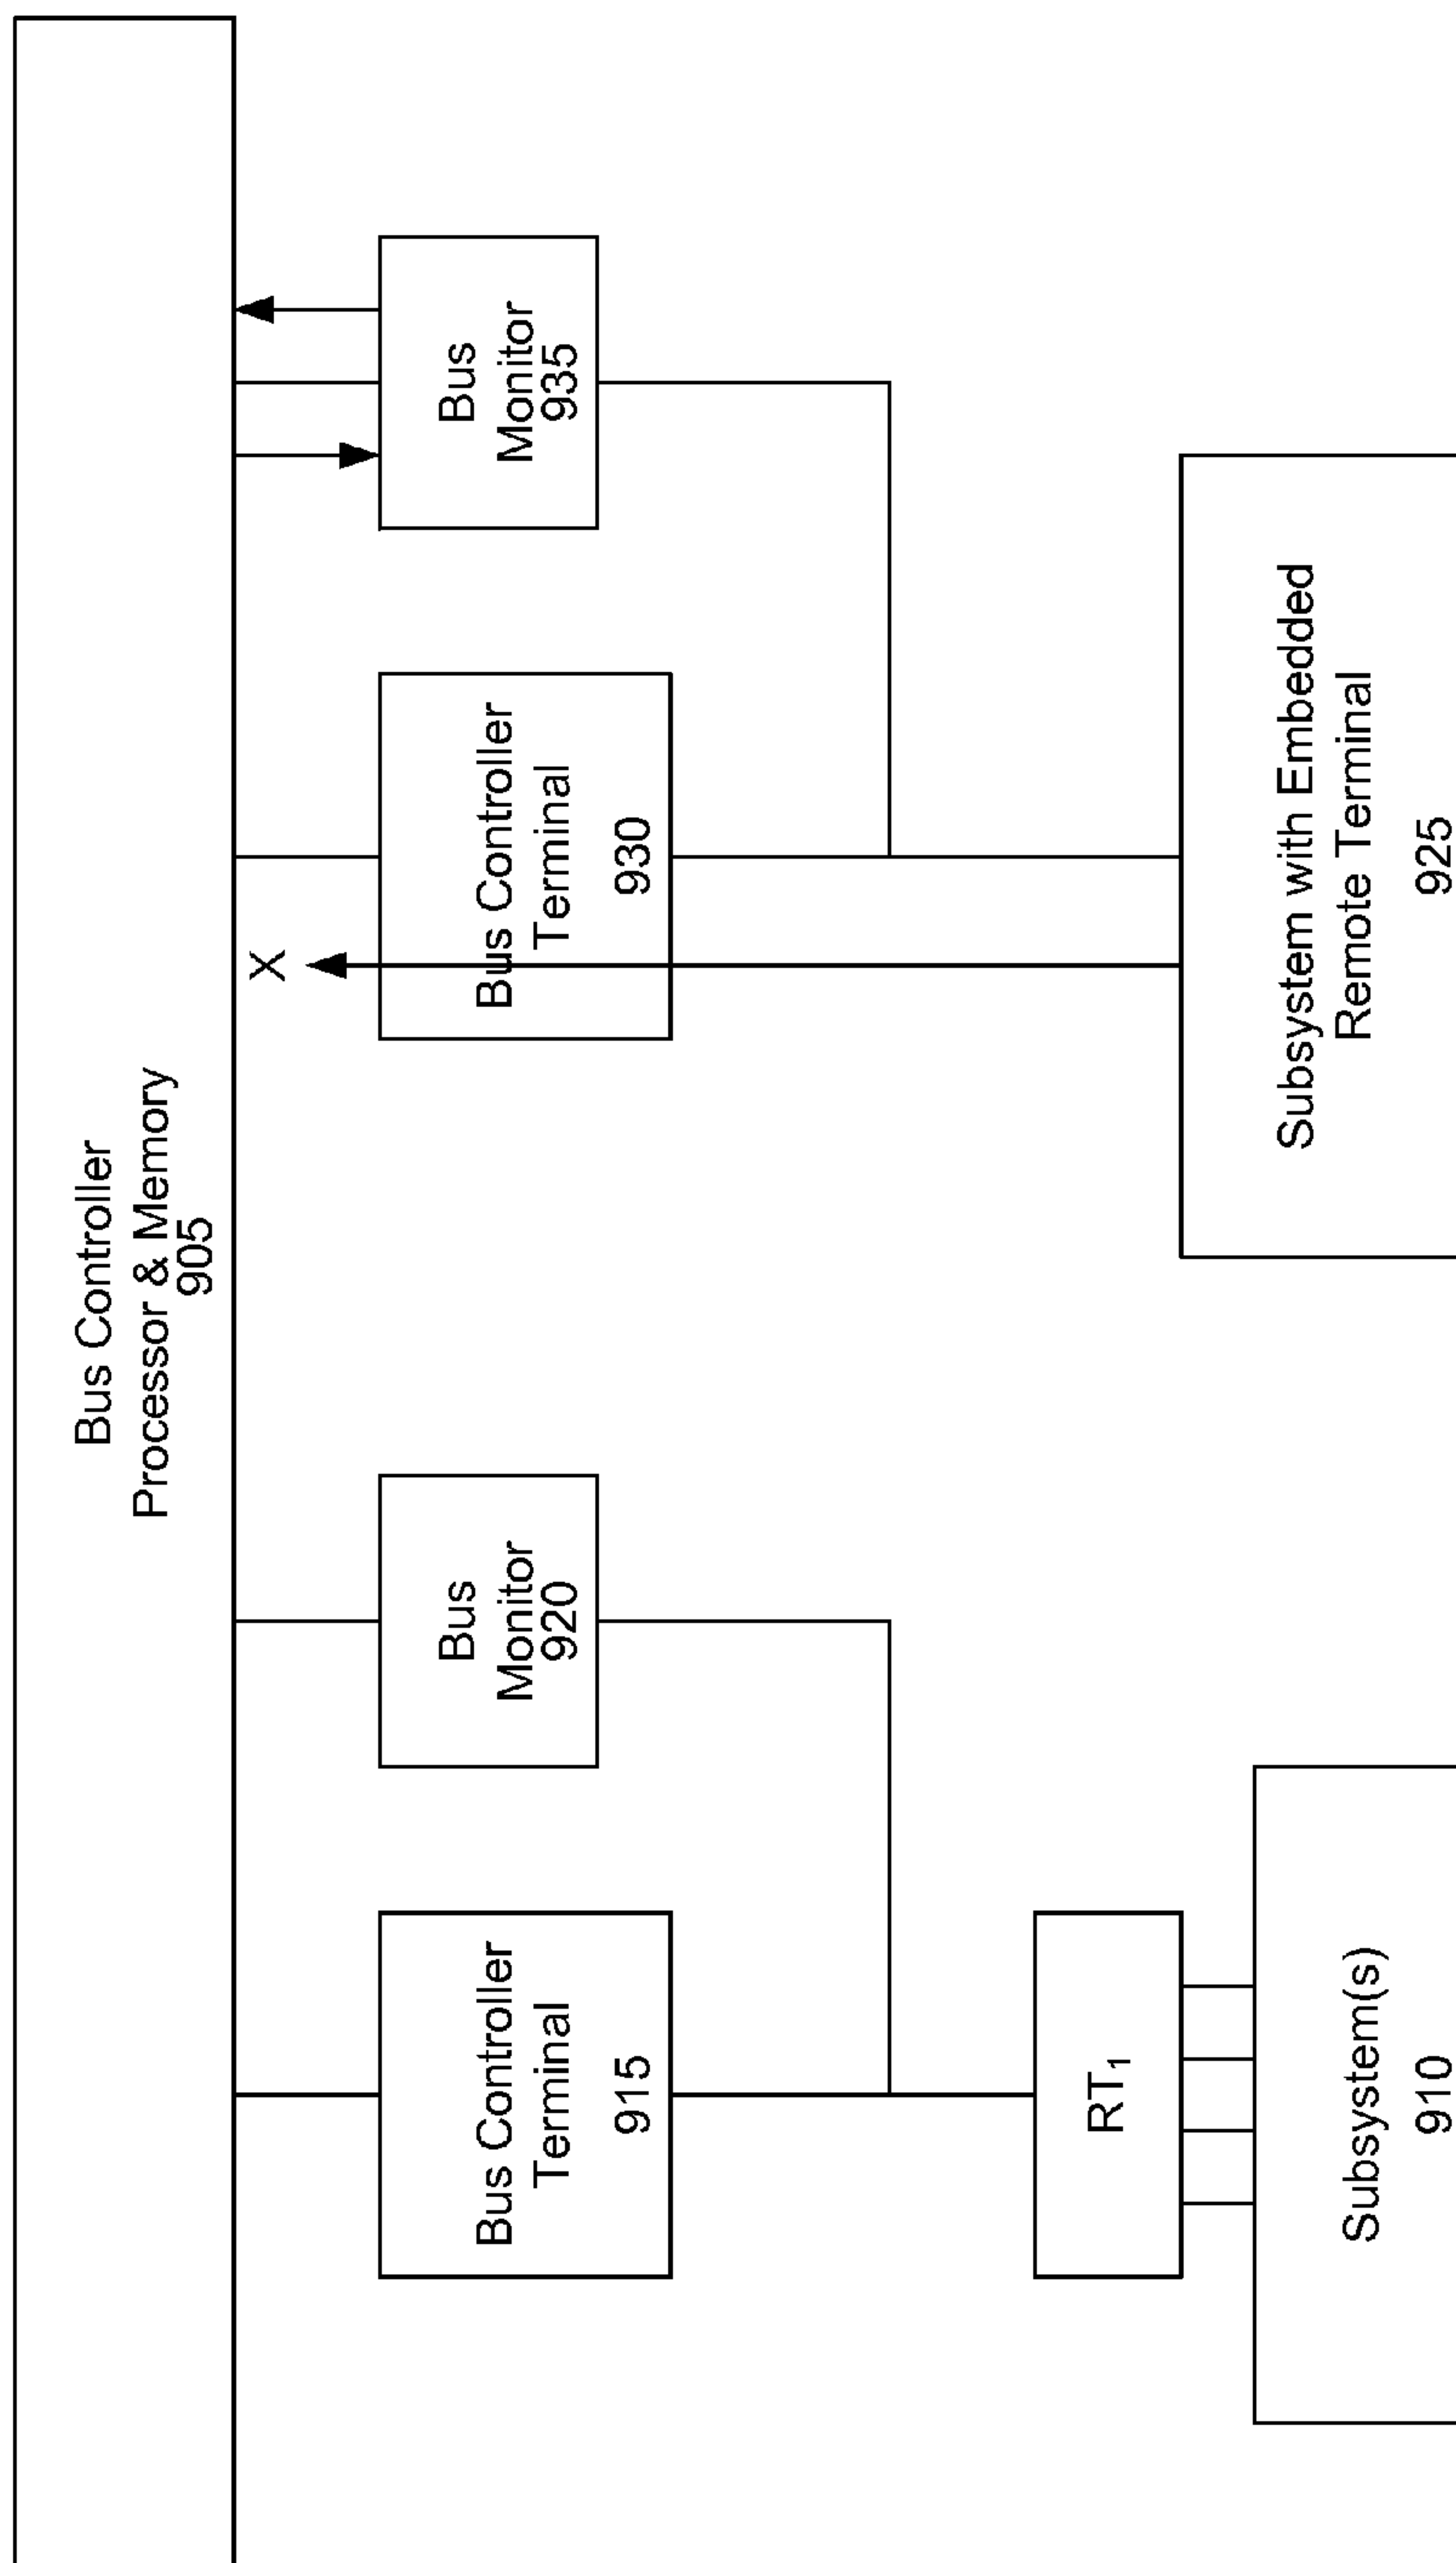 Bus Controller
Processor & Memory
905
Bus Controller
Terminal
915
Bus
Monitor
920
Bus Controller
Terminal
930
Bus
Monitor
935
X
RT₁
Subsystem(s)
910
Subsystem with Embedded
Remote Terminal
925